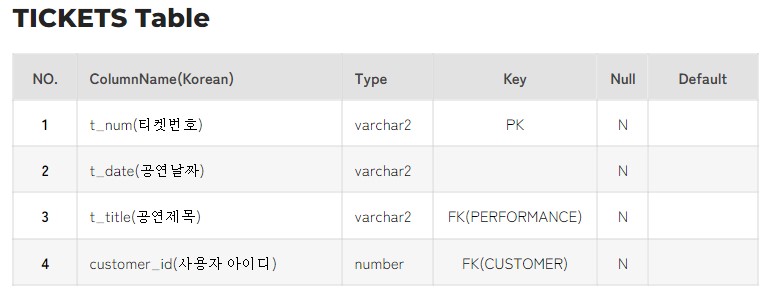 TICKETS Table
NO. ColumnName(Korean) Type Key Null Default
1 t_num(티켓번호) varchar2 PK N
2 t_date(공연날짜) varchar2 N
3 t_title(공연제목) varchar2 FK(PERFORMANCE) N
4 customer_id(사용자 아이디) number FK(CUSTOMER) N